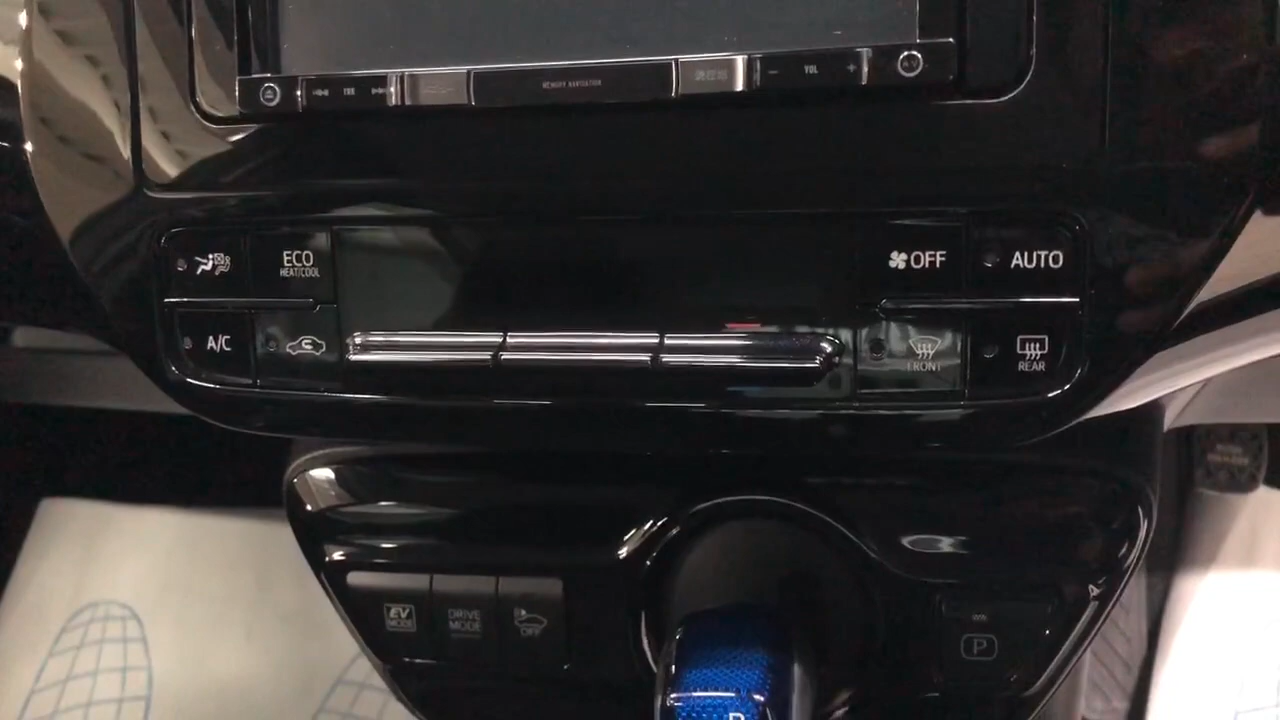 TRK
MEMORY NAVIGATION
VOL
ECO
HEAT/COOL
OFF
AUTO
A/C
FRONT
REAR
EV
MODE
DRIVE
MODE
OFF
P